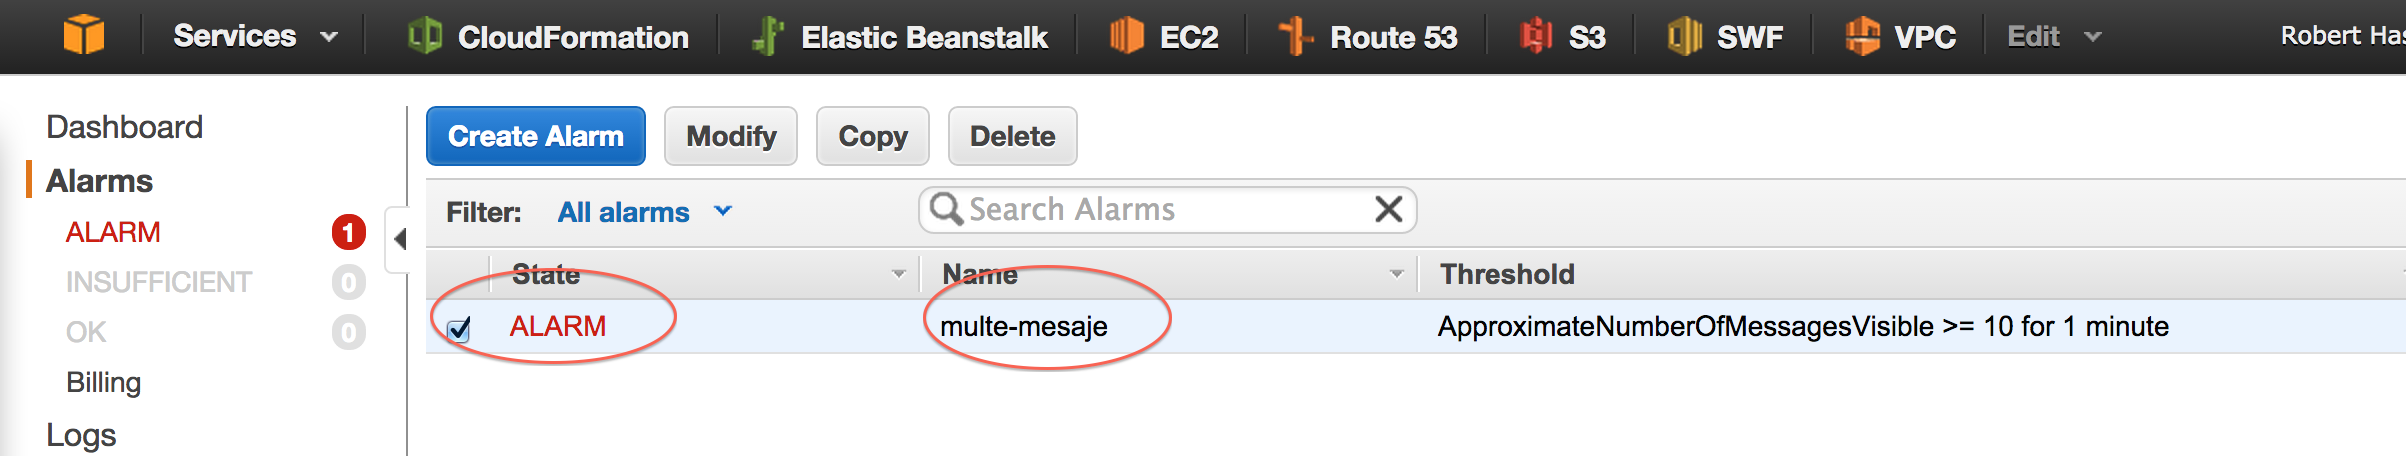 Services CloudFormation Elastic Beanstalk EC2 Route 53 S3 SWF VPC Edit Robert
Dashboard
Alarms
ALARM 1
INSUFFICIENT 0
OK 0
Billing
Logs
Create Alarm Modify Copy Delete
Filter: All alarms Search Alarms
State Name Threshold
ALARM multe-mesaje ApproximateNumberOfMessagesVisible >= 10 for 1 minute